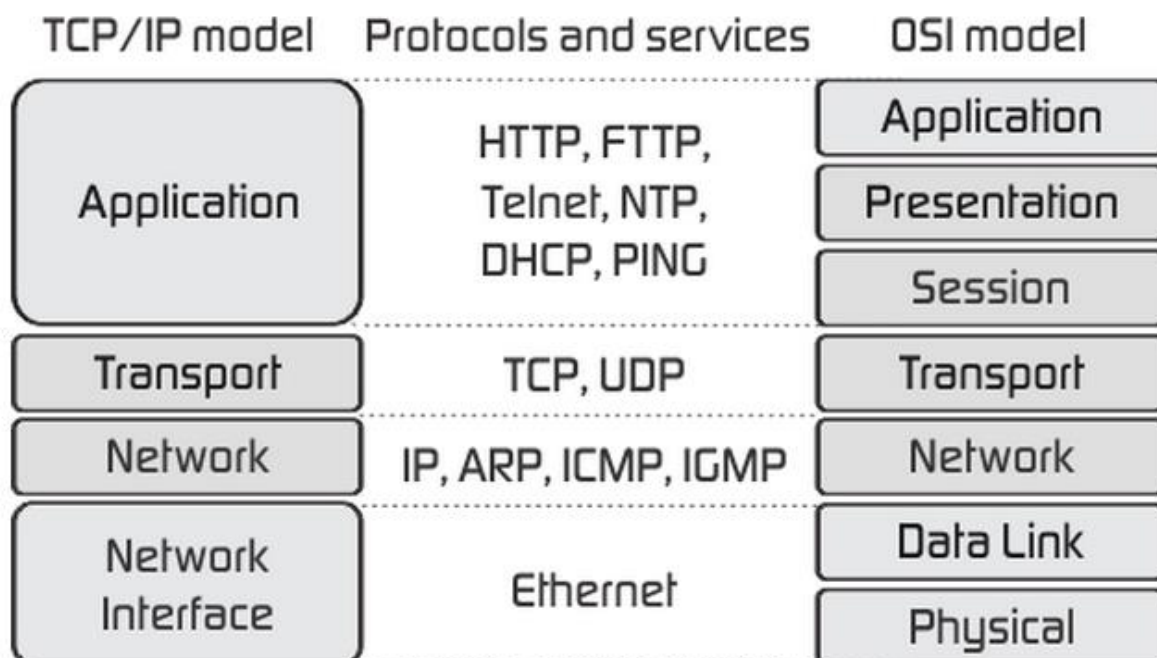 TCP/IP model Protocols and services OSI model
Application
HTTP, FTTP,
Telnet, NTP,
DHCP, PING
Application
Presentation
Session
Transport
TCP, UDP
Transport
Network
IP, ARP, ICMP, IGMP
Network
Network
Interface
Ethernet
Data Link
Physical